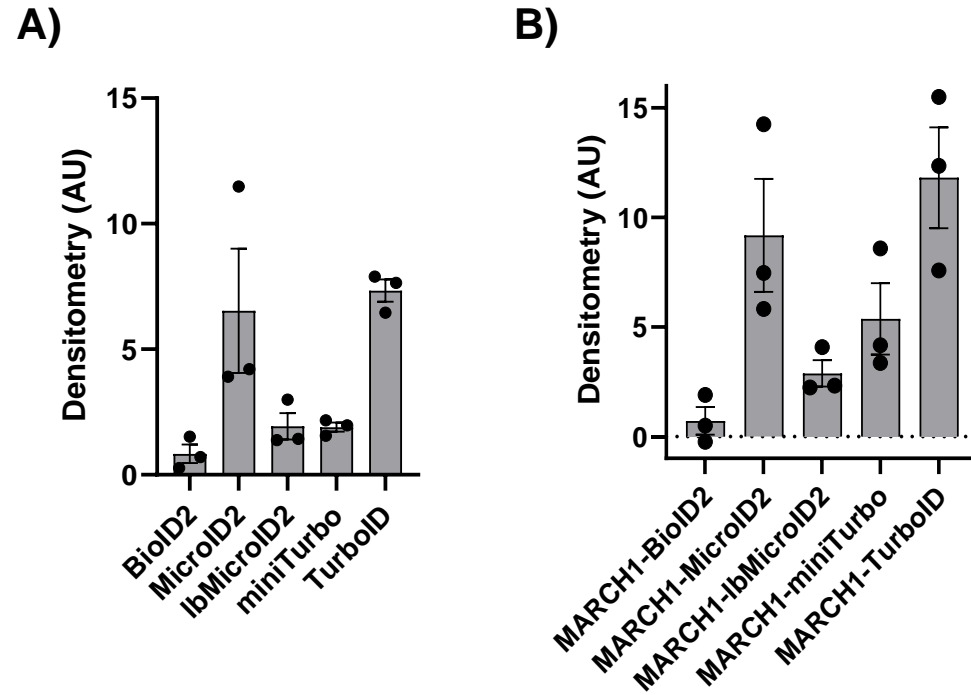 A)
Densitometry (AU)
15
10
5
0
BioID2
MicroID2
lbMicroID2
miniTurbo
TurboID
B)
Densitometry (AU)
15
10
5
0
MARCH1-BioID2
MARCH1-MicroID2
MARCH1-lbMicroID2
MARCH1-miniTurbo
MARCH1-TurboID